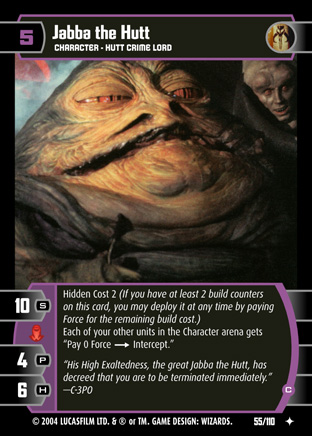 5 Jabba the Hutt
CHARACTER - HUTT CRIME LORD
10 S
Hidden Cost 2 (If you have at least 2 build counters
on this card, you may deploy it at any time by paying
Force for the remaining build cost.)
Each of your other units in the Character arena gets
"Pay 0 Force → Intercept."
4 P
"His High Exaltedness, the great Jabba the Hutt, has
decreed that you are to be terminated immediately."
—C-3PO
6 H
C
© 2004 LUCASFILM LTD. & ® or TM. GAME DESIGN: WIZARDS. 55/110